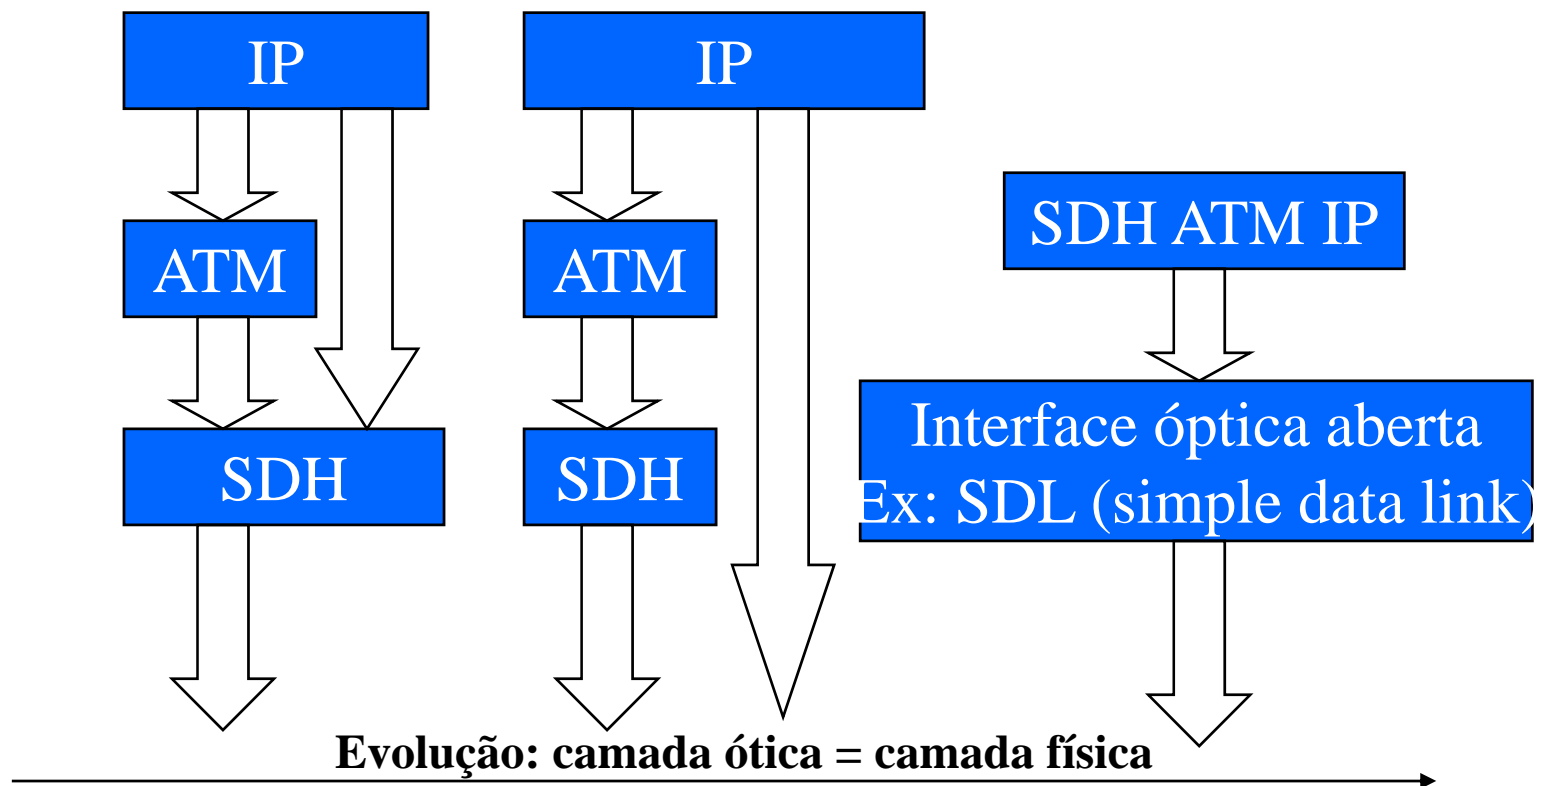 IP
ATM
SDH
IP
ATM
SDH
SDH ATM IP
Interface óptica aberta
Ex: SDL (simple data link)
Evolução: camada ótica = camada física